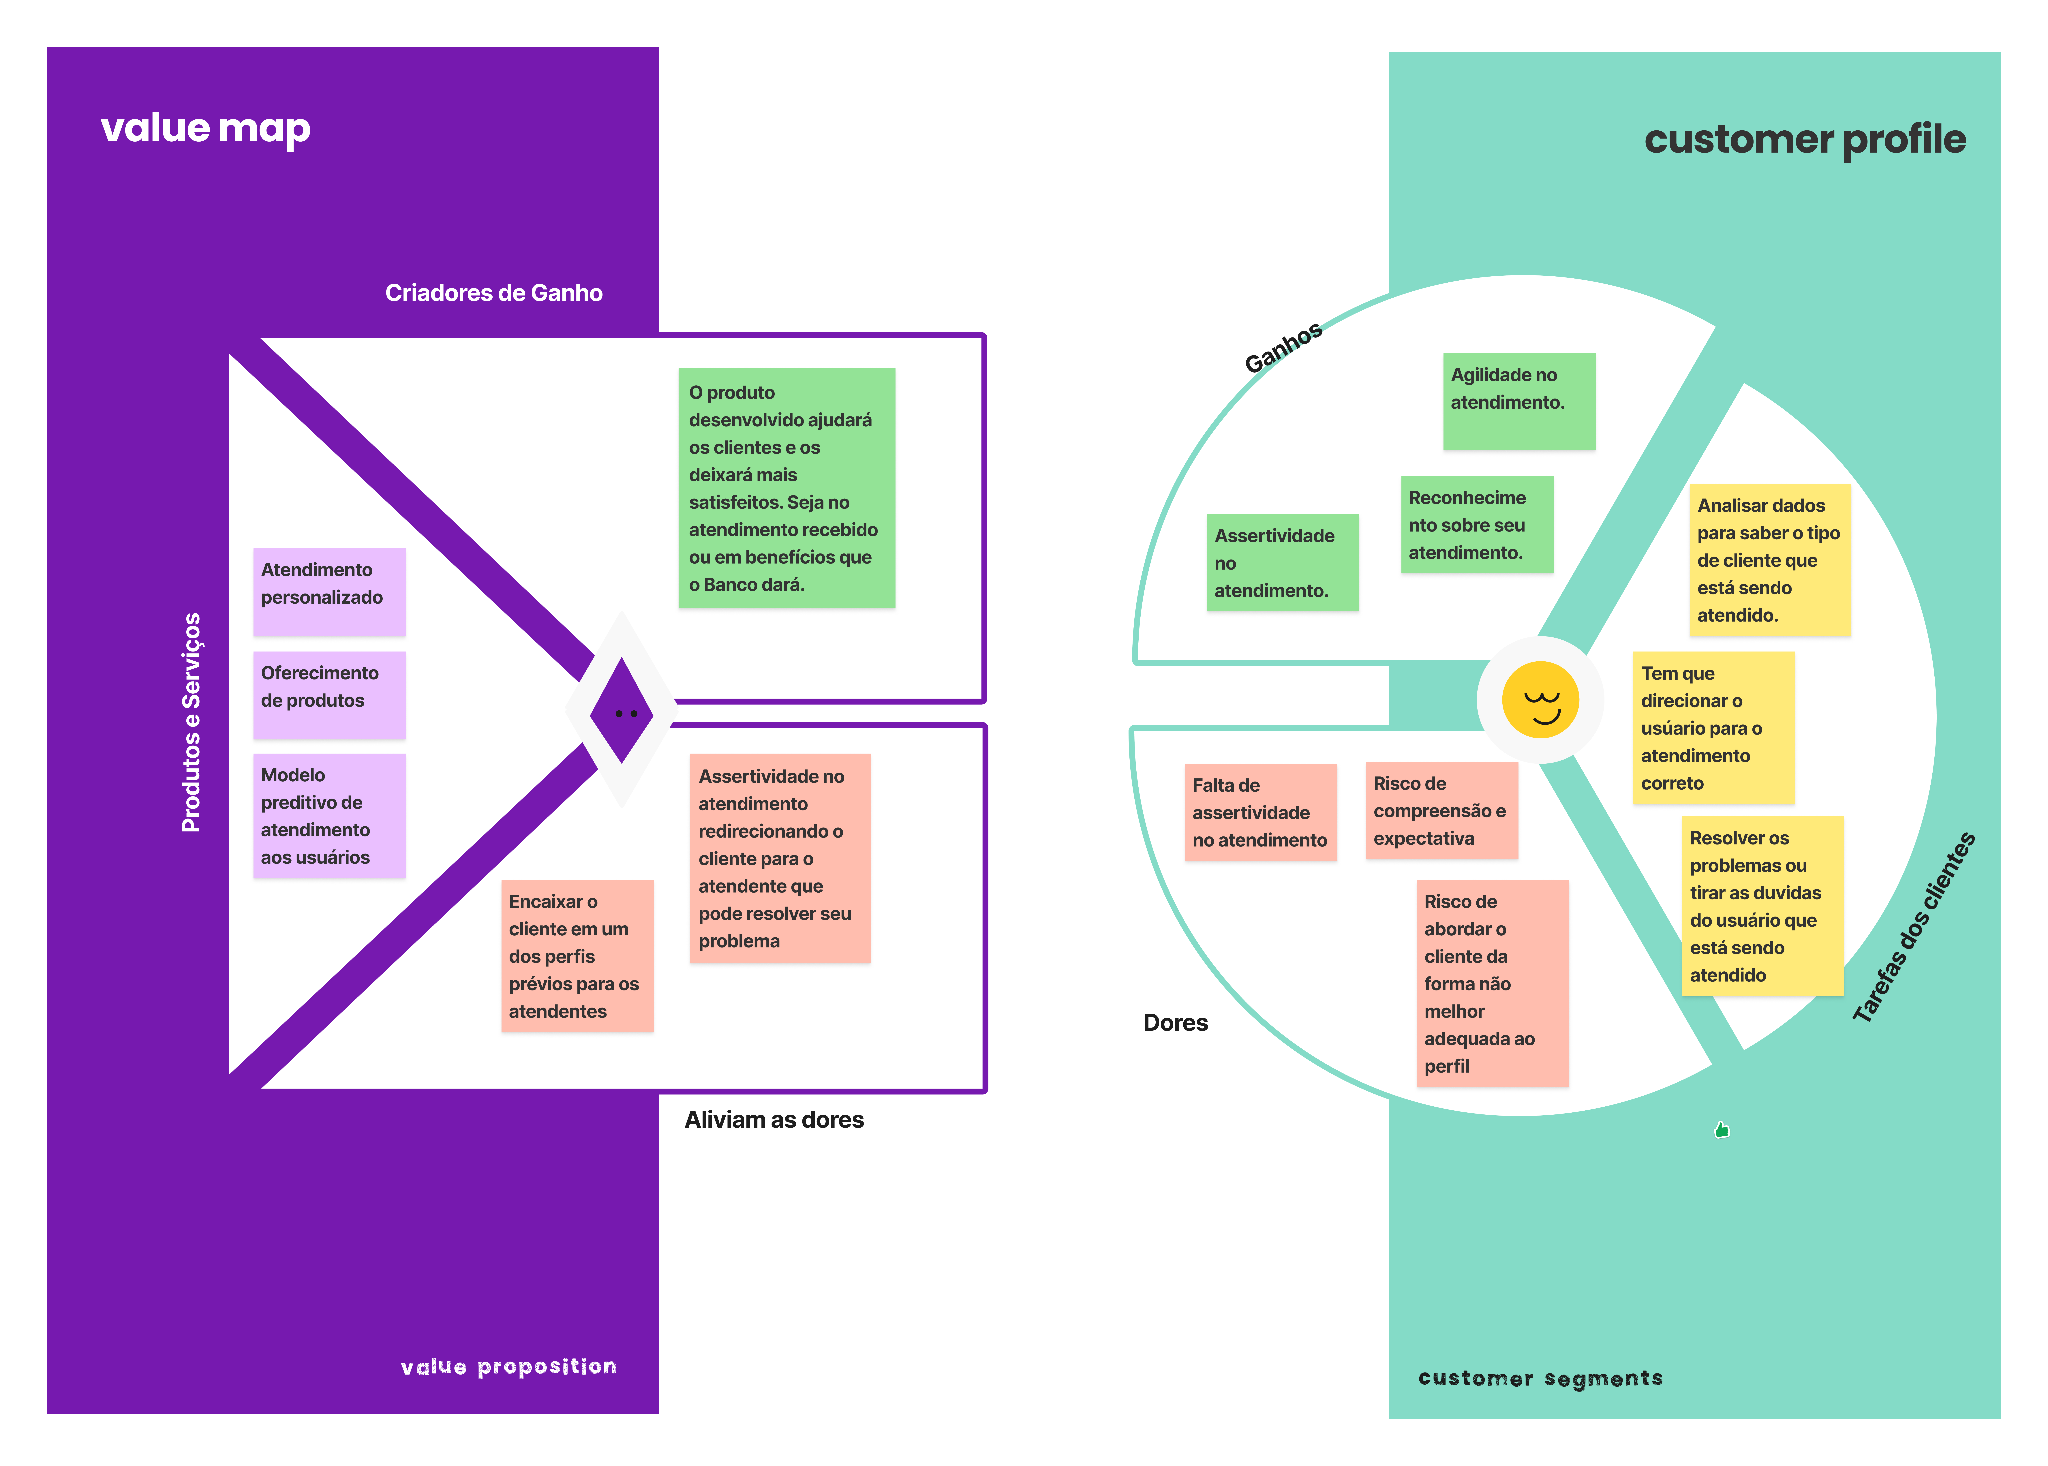 value map
Criadores de Ganho
O produto
desenvolvido ajudará
os clientes e os
deixará mais
satisfeitos. Seja no
atendimento recebido
ou em benefícios que
o Banco dará.
Produtos e Serviços
Atendimento
personalizado
Oferecimento
de produtos
Modelo
preditivo de
atendimento
aos usuários
Assertividade no
atendimento
redirecionando o
cliente para o
atendente que
pode resolver seu
problema
Encaixar o
cliente em um
dos perfis
prévios para os
atendentes
Aliviam as dores
value proposition
customer profile
Ganhos
Agilidade no
atendimento.
Reconhecime
nto sobre seu
atendimento.
Assertividade
no
atendimento.
Analisar dados
para saber o tipo
de cliente que
está sendo
atendido.
Tem que
direcionar o
usúário para o
atendimento
correto
Resolver os
problemas ou
tirar as duvidas
do usuário que
está sendo
atendido
Tarefas dos clientes
Falta de
assertividade
no atendimento
Risco de
compreensão e
expectativa
Risco de
abordar o
cliente da
forma não
melhor
adequada ao
perfil
Dores
customer segments